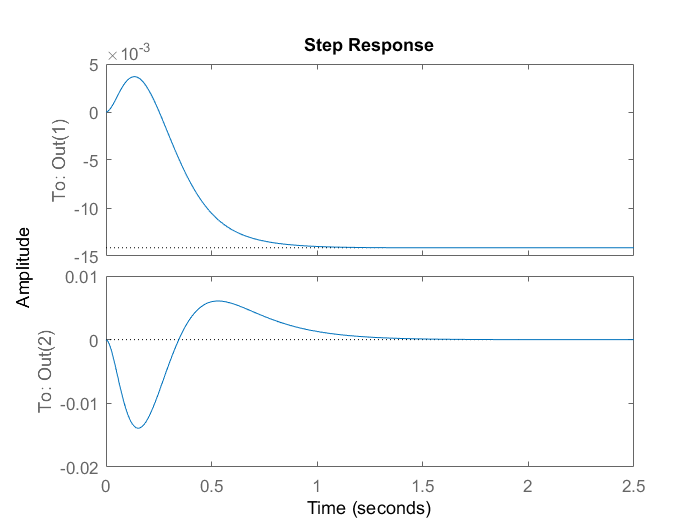 Step Response
×10-3
5
0
-5
-10
-15
To: Out(1)
Amplitude
0.01
0
-0.01
-0.02
To: Out(2)
0 0.5 1 1.5 2 2.5
Time (seconds)